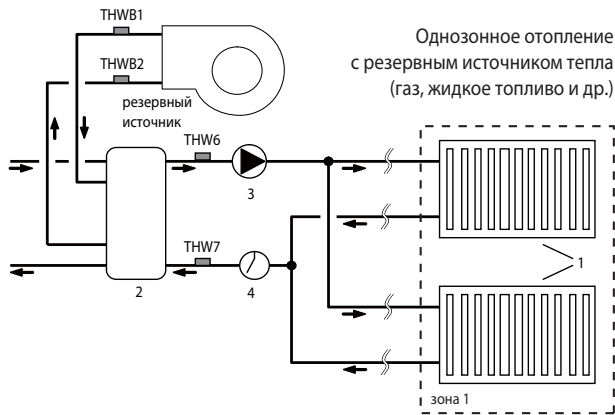 THWB1
Однозонное отопление
с резервным источником тепла
(газ, жидкое топливо и др.)
THWB2
резервный
источник
THW6
3
THW7
1
2
4
зона 1